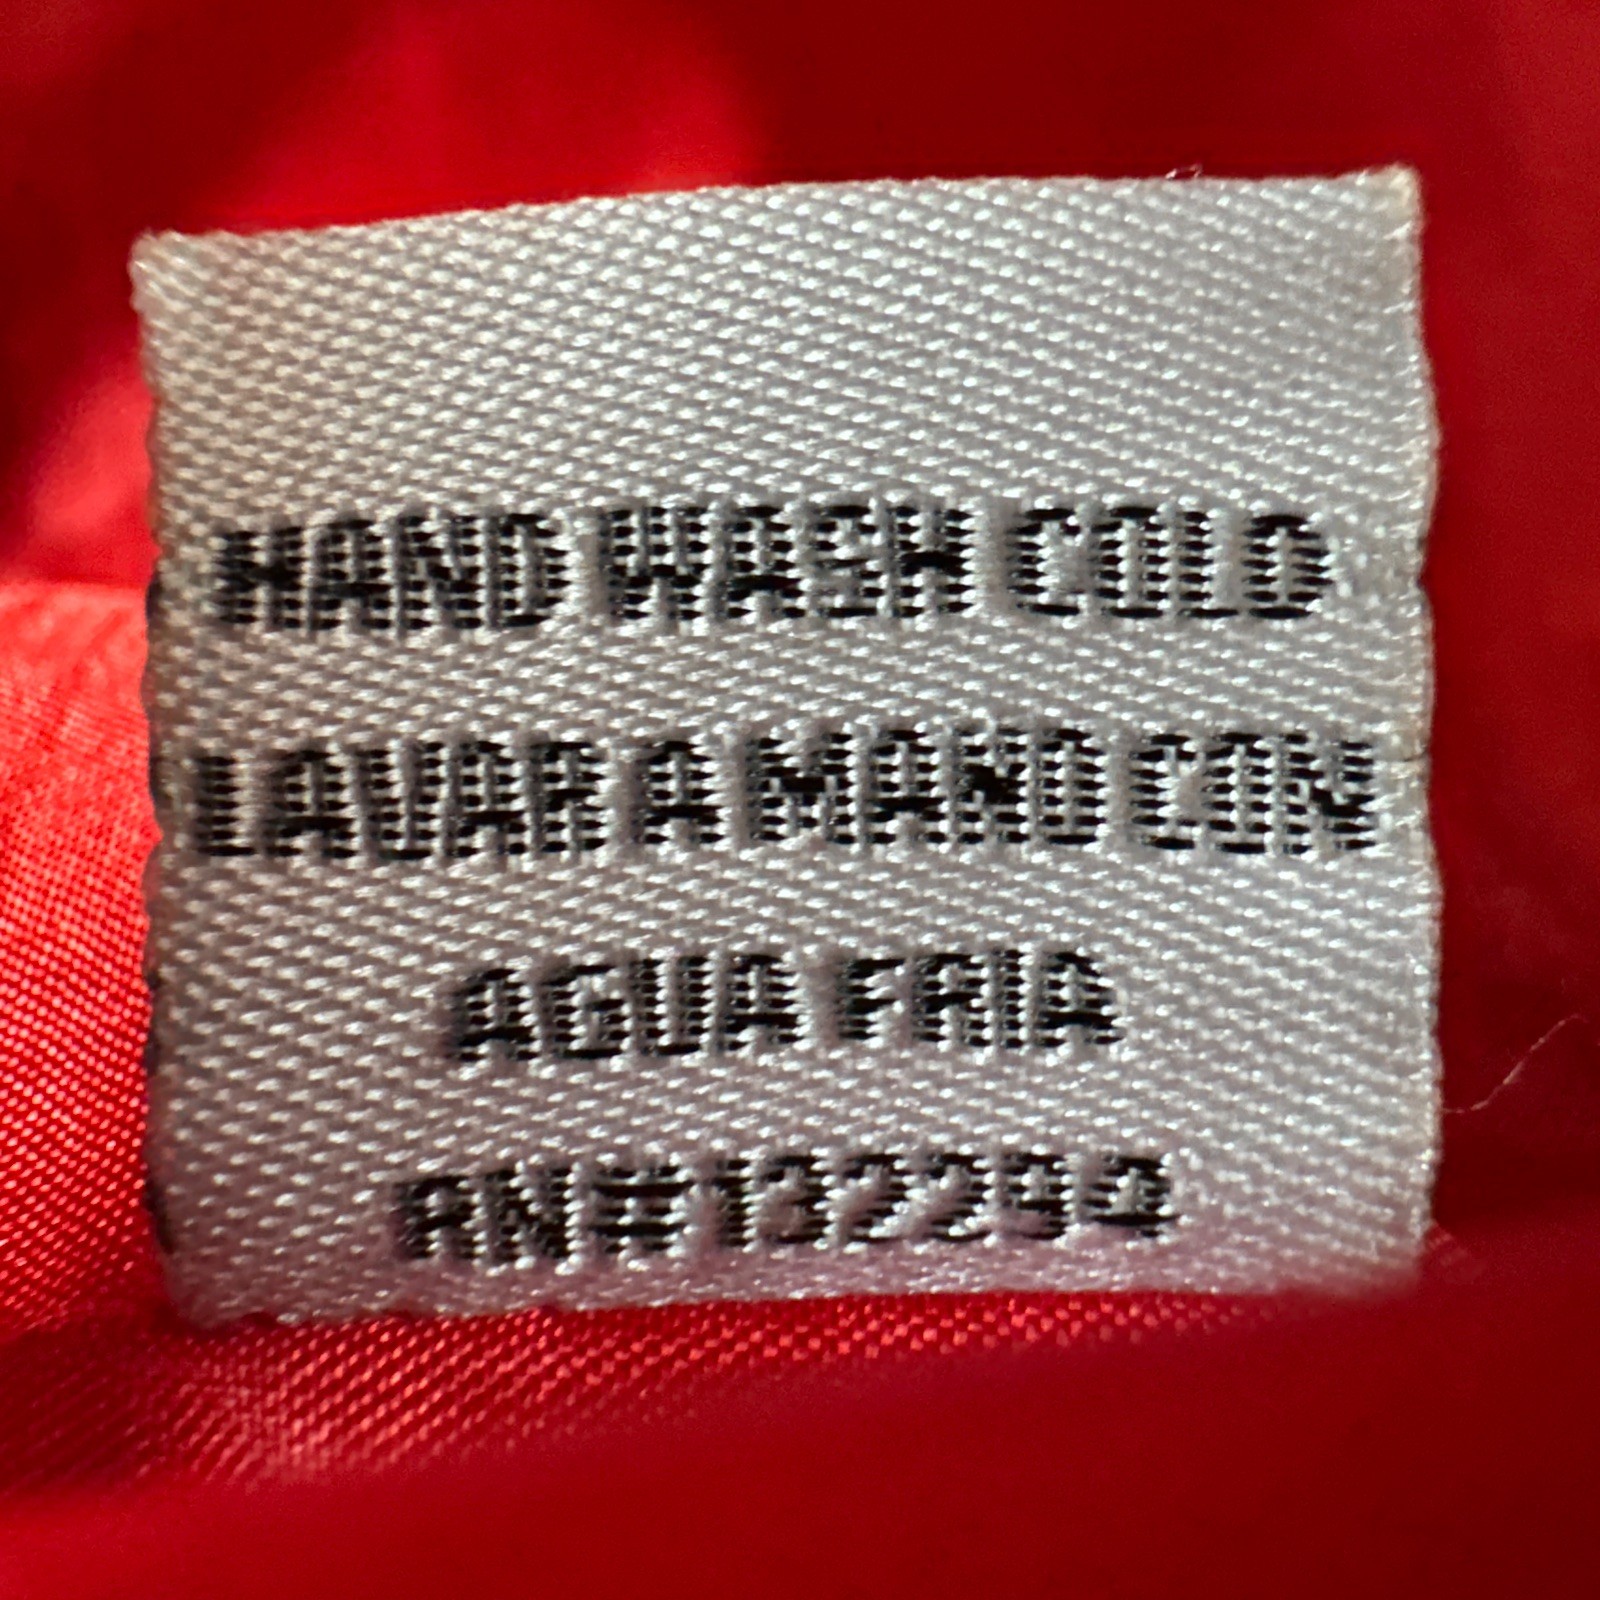 HAND WASH COLD
LAVAR A MANO CON
AGUA FRIA
RN#132294